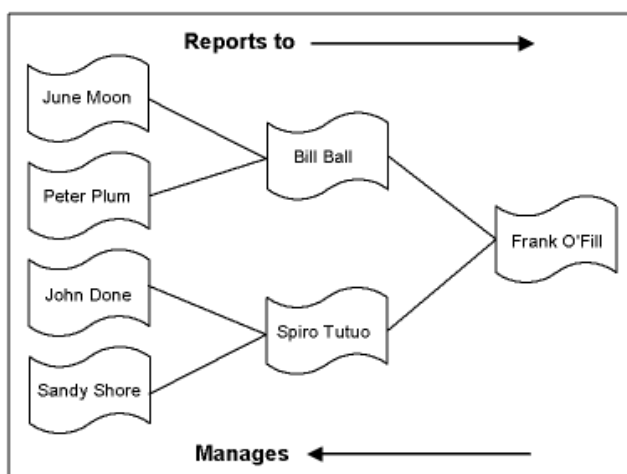 Reports to
June Moon
Peter Plum
Bill Ball
John Done
Sandy Shore
Spiro Tutuo
Frank O'Fill
Manages